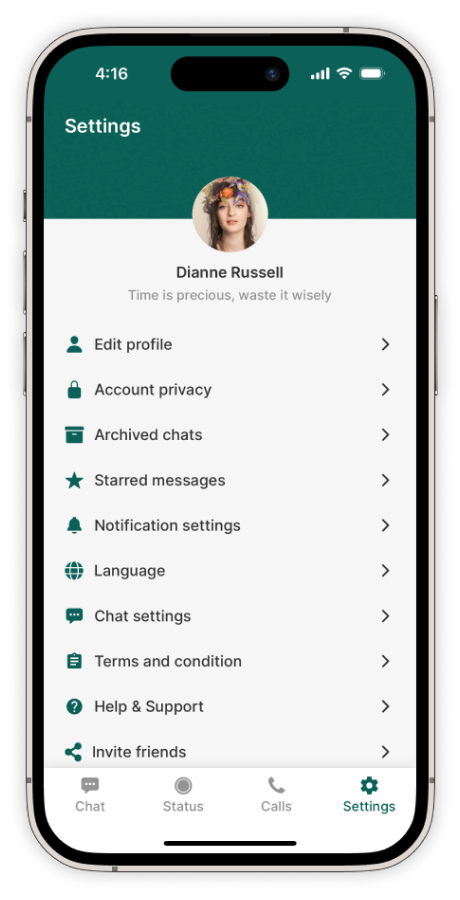 4:16
Settings
Dianne Russell
Time is precious, waste it wisely
Edit profile
Account privacy
Archived chats
Starred messages
Notification settings
Language
Chat settings
Terms and condition
Help & Support
Invite friends
Chat Status Calls Settings